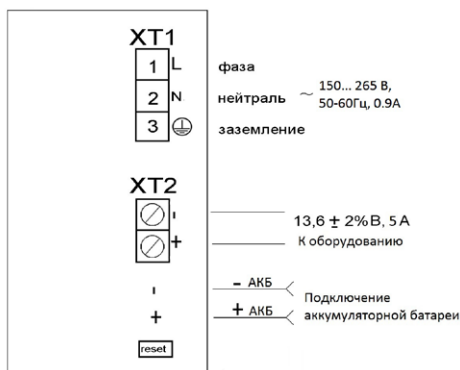 XT1
1 L фаза
2 N нейтраль ~ 150... 265 В,
50-60Гц, 0.9А
3 заземление
XT2
- 13,6 ± 2% В, 5 А
+ К оборудованию
- - АКБ Подключение
+ + АКБ аккумуляторной батареи
reset